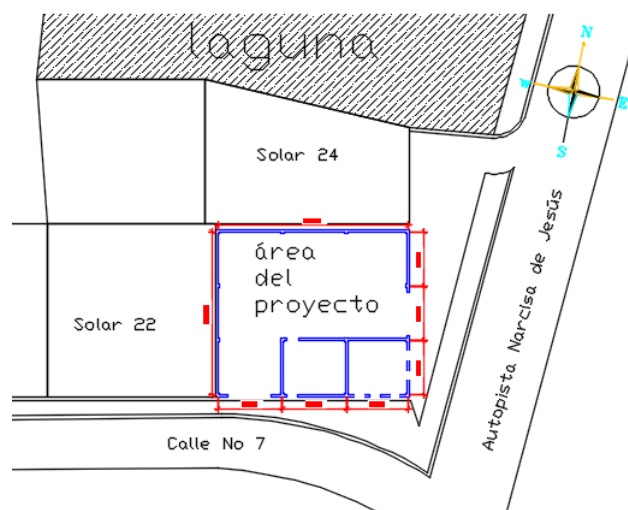 laguna
N
W
E
S
Solar 24
Autopista Narcisa de Jesús
área
del
proyecto
Solar 22
Calle No 7